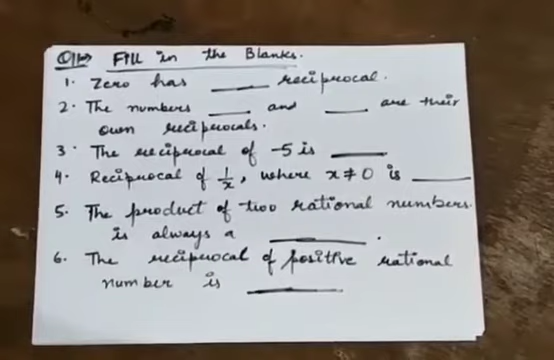 Q11) Fill in the Blanks.
1. Zero has ____ reciprocal.
2. The numbers ____ and ____ are their
own reciprocals.
3. The reciprocal of -5 is ____
4. Reciprocal of 1/x, where x ≠ 0 is ____
5. The product of two rational numbers.
is always a ____.
6. The reciprocal of positive rational
number is ____